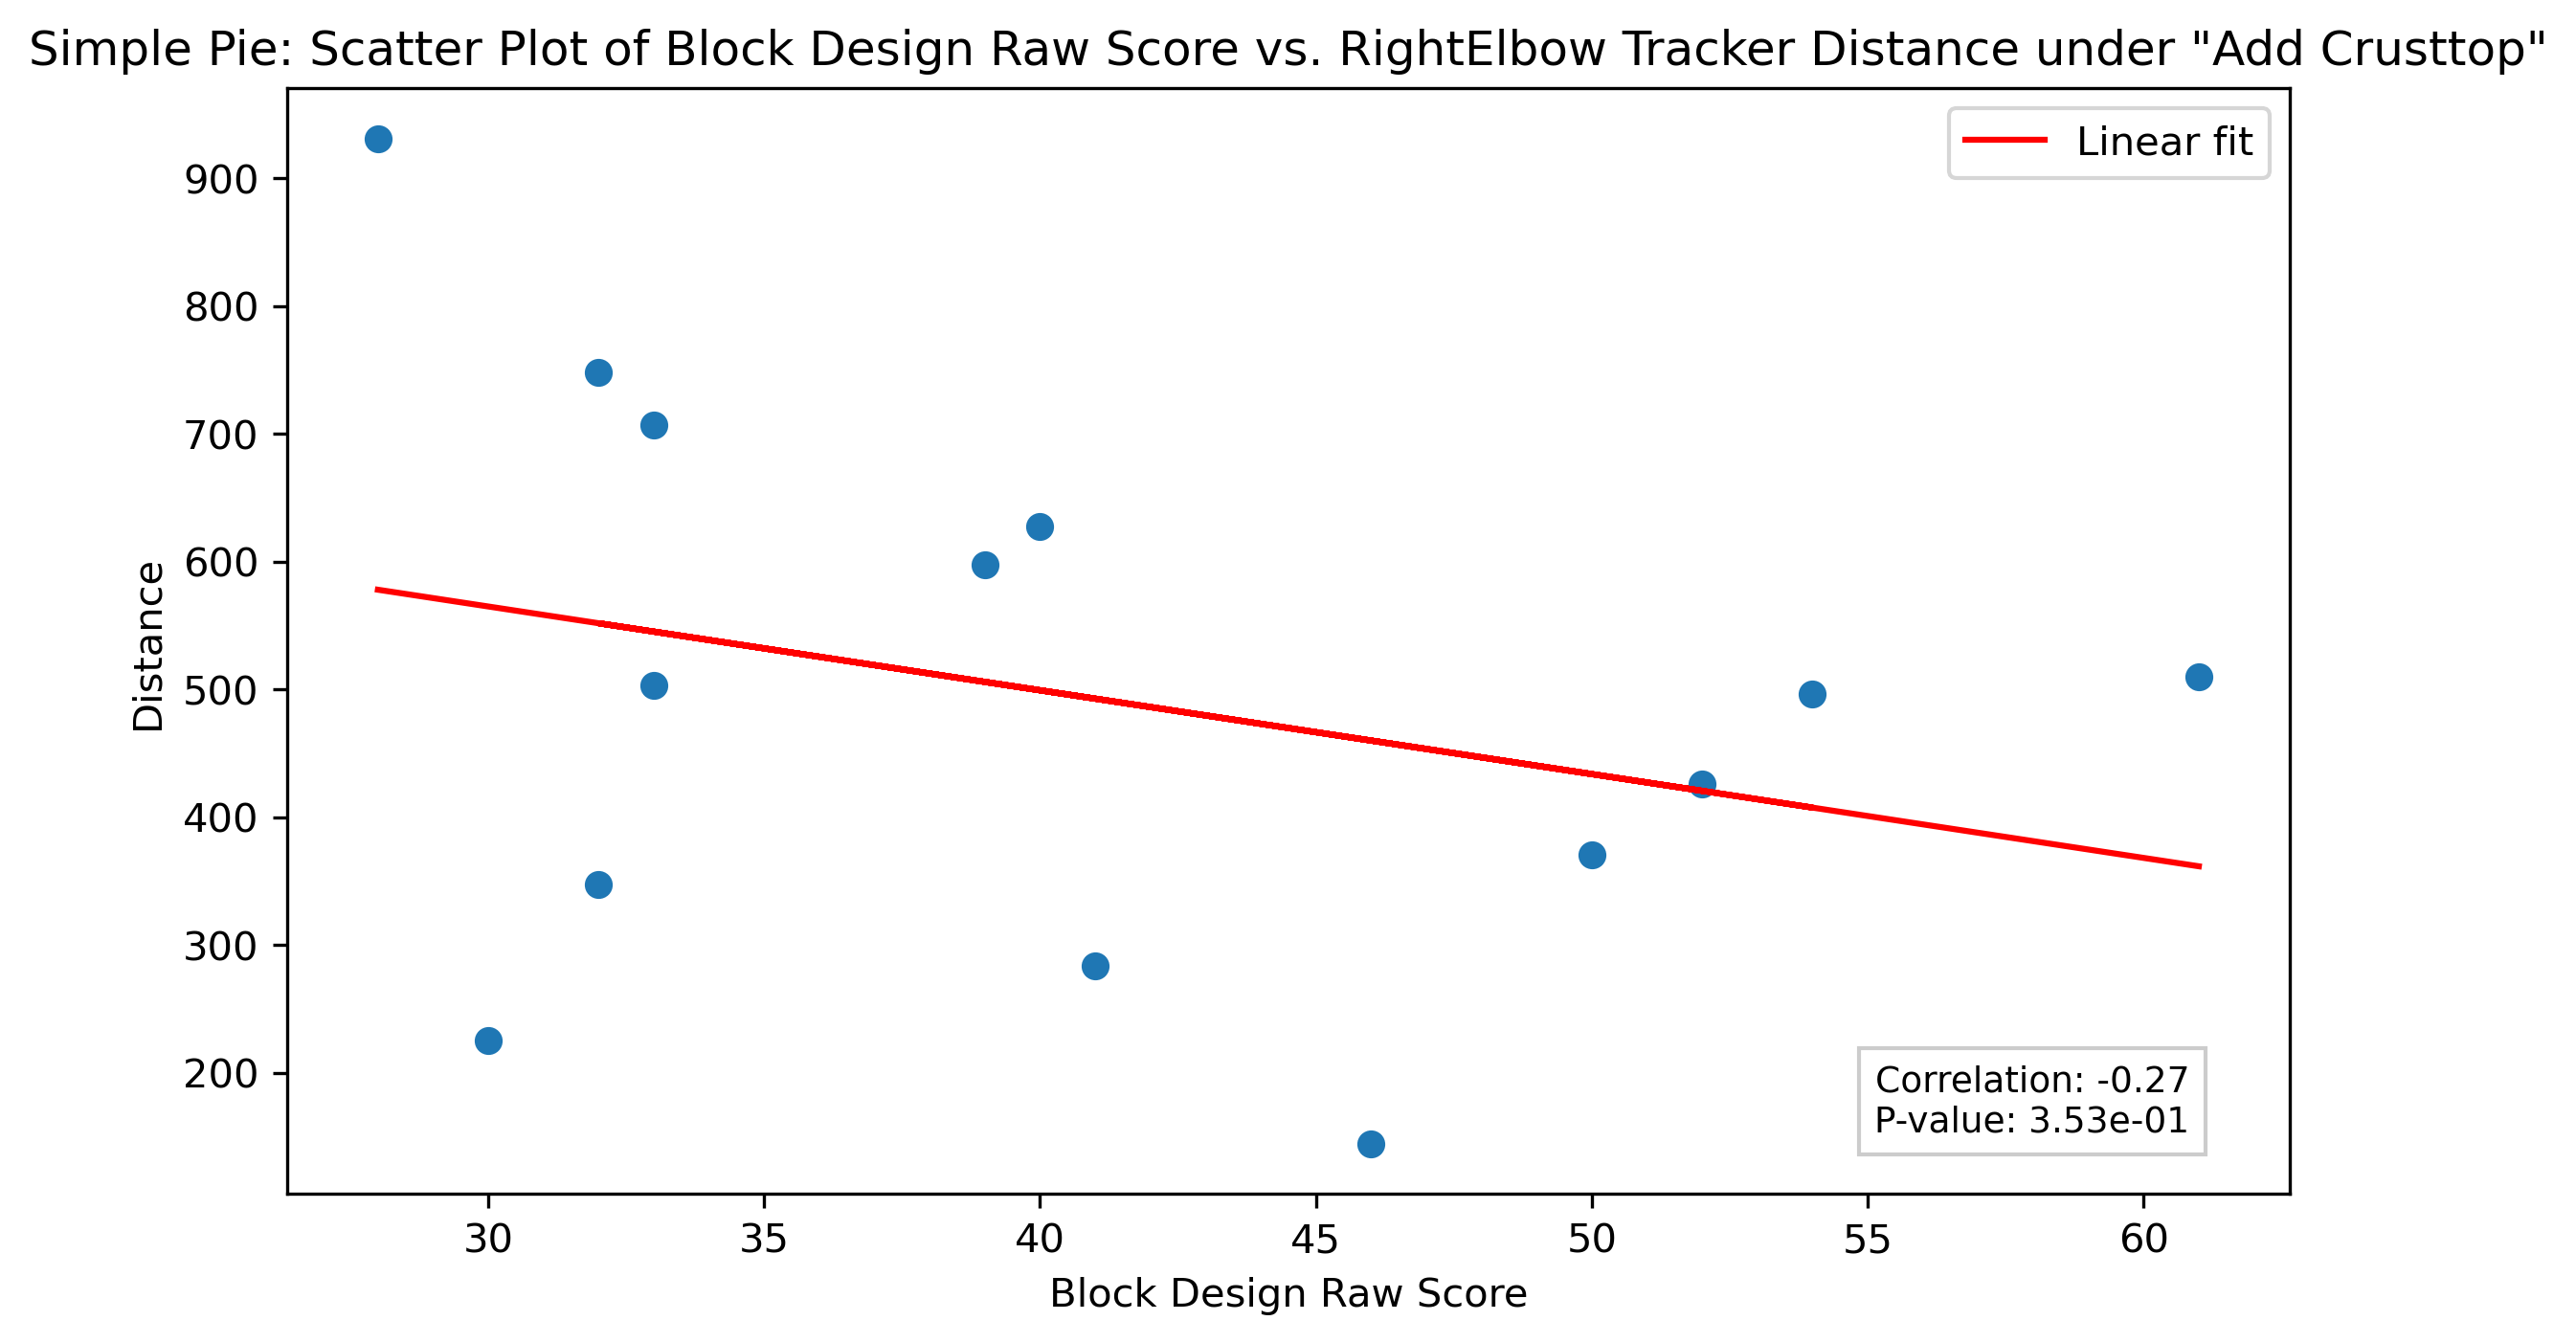 Simple Pie: Scatter Plot of Block Design Raw Score vs. RightElbow Tracker Distance under "Add Crusttop"
Linear fit
900
800
700
600
500
400
300
200
Distance
Correlation: -0.27
P-value: 3.53e-01
30 35 40 45 50 55 60
Block Design Raw Score